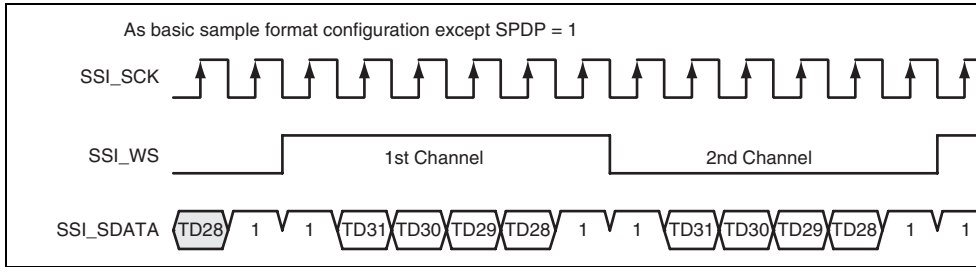 As basic sample format configuration except SPDP = 1
SSI_SCK
SSI_WS 1st Channel 2nd Channel
SSI_SDATA TD28 1 1 TD31 TD30 TD29 TD28 1 1 TD31 TD30 TD29 TD28 1 1